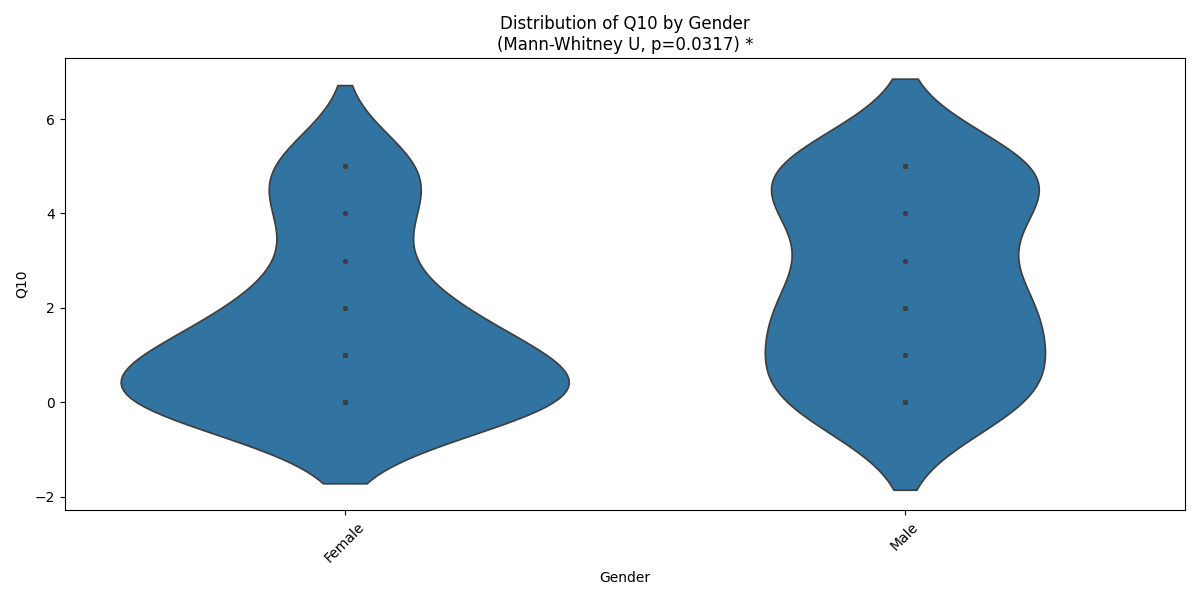 Distribution of Q10 by Gender
(Mann-Whitney U, p=0.0317) *
6
4
2
0
−2
Q10
Female
Male
Gender